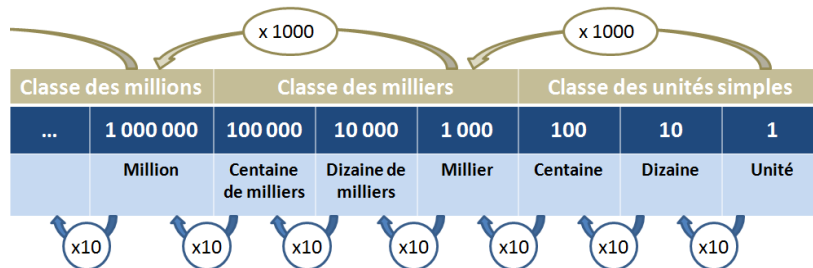 x 1000 x 1000
Classe des millions Classe des milliers Classe des unités simples
... 1 000 000 100 000 10 000 1 000 100 10 1
Million Centaine de milliers Dizaine de milliers Millier Centaine Dizaine Unité
x10 x10 x10 x10 x10 x10 x10